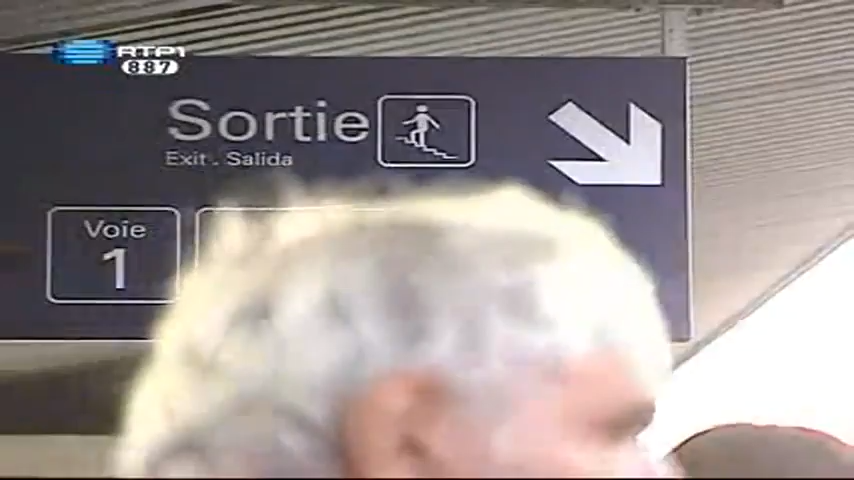 RTP1
887
Sortie
Exit . Salida
Voie
1